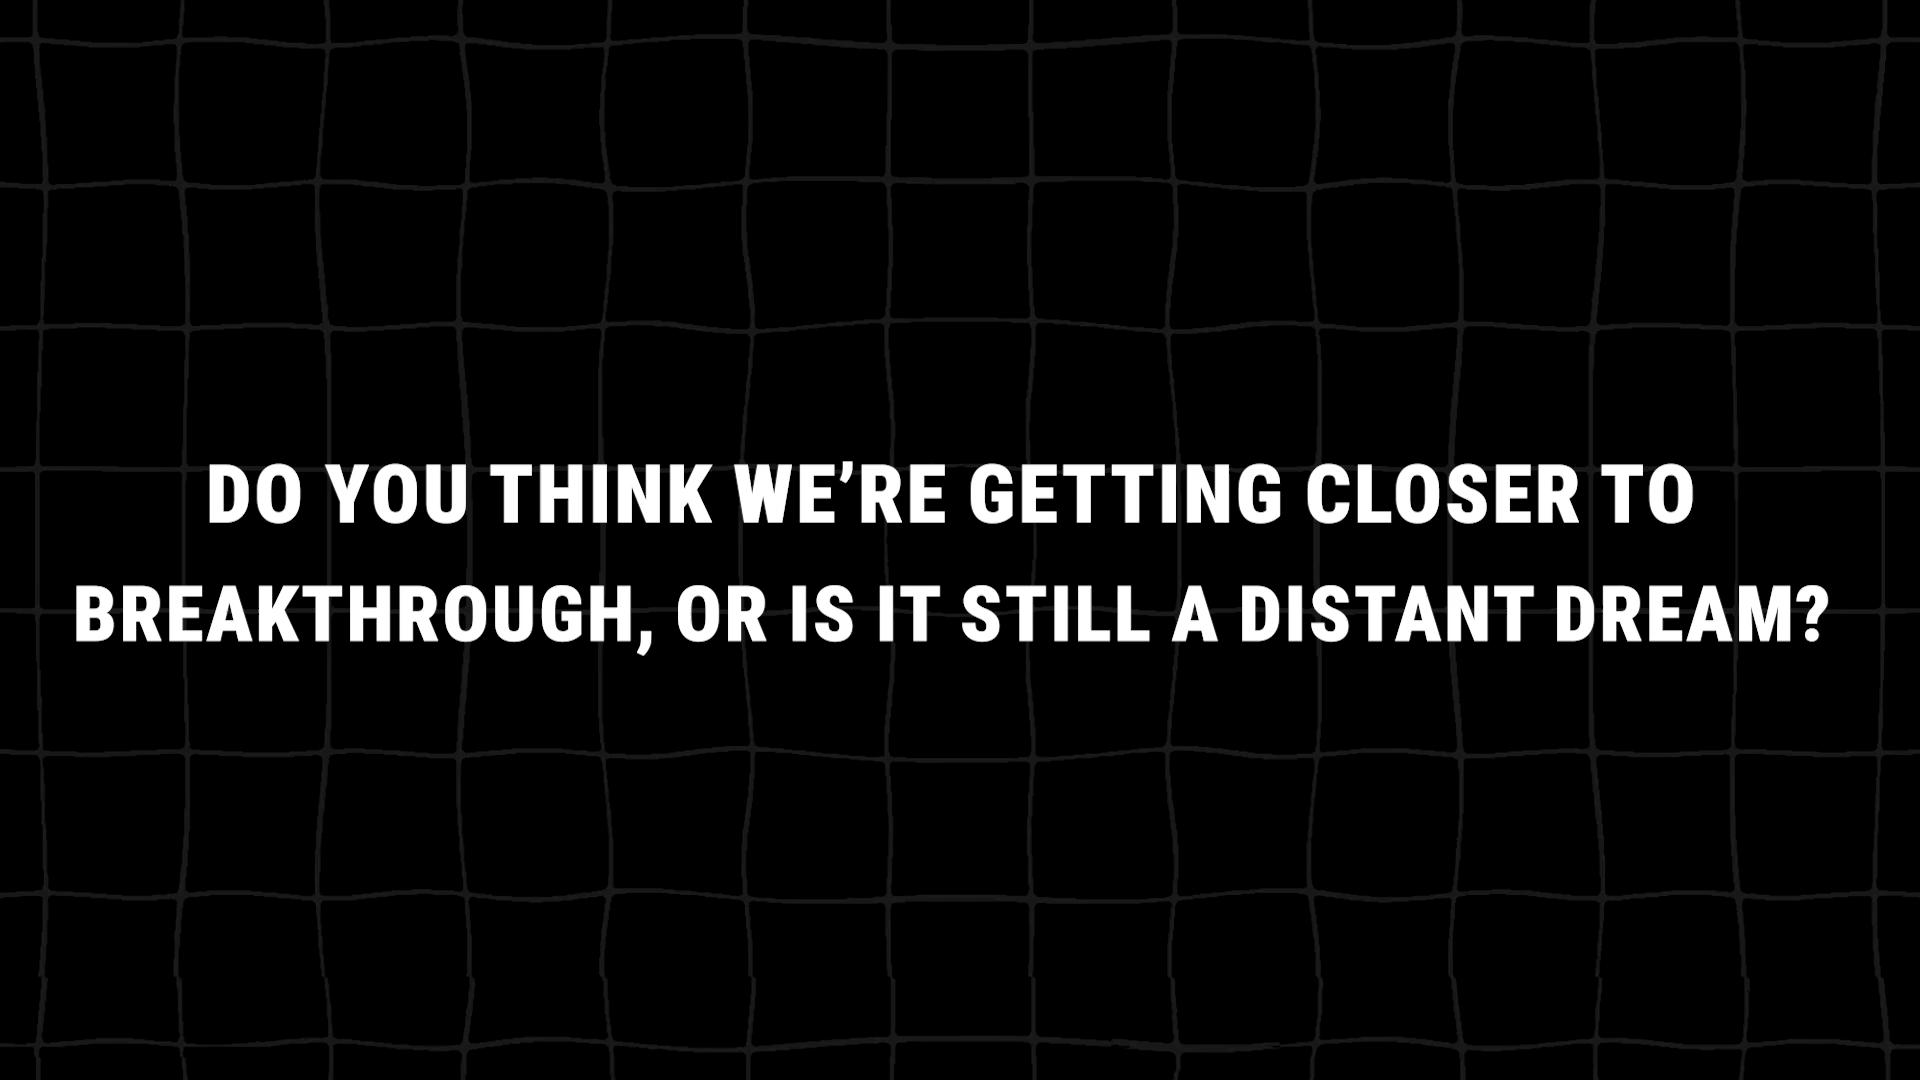 DO YOU THINK WE’RE GETTING CLOSER TO
BREAKTHROUGH, OR IS IT STILL A DISTANT DREAM?